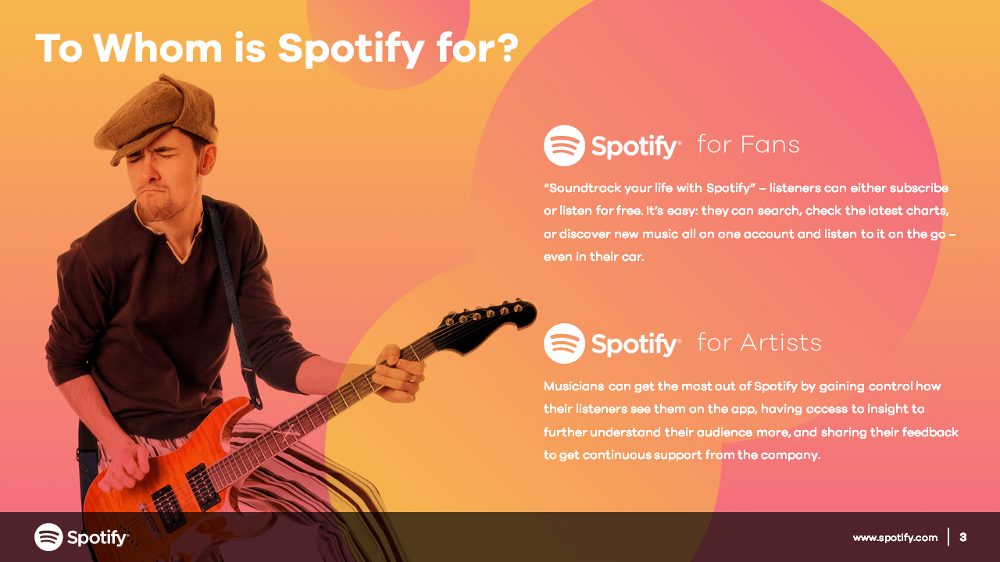 To Whom is Spotify for?
Spotify® for Fans
“Soundtrack your life with Spotify” – listeners can either subscribe
or listen for free. It’s easy: they can search, check the latest charts,
or discover new music all on one account and listen to it on the go –
even in their car.
Spotify® for Artists
Musicians can get the most out of Spotify by gaining control how
their listeners see them on the app, having access to insight to
further understand their audience more, and sharing their feedback
to get continuous support from the company.
Spotify®
www.spotify.com | 3